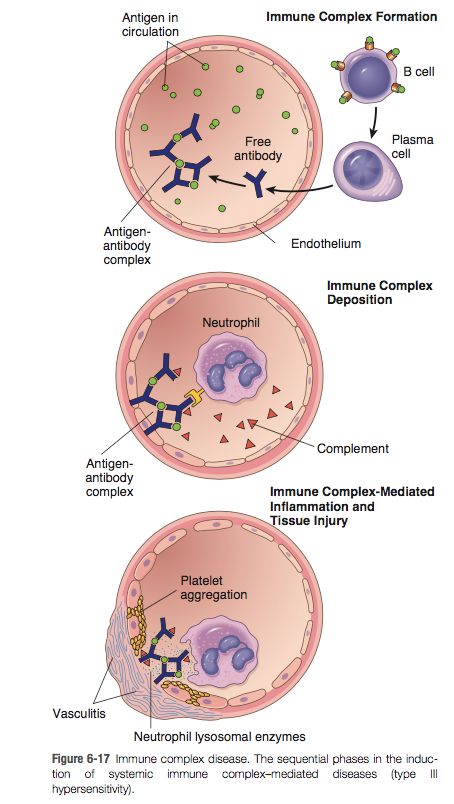 Antigen in
circulation
Immune Complex Formation
B cell
Plasma
cell
Free
antibody
Antigen-
antibody
complex
Endothelium
Immune Complex
Deposition
Neutrophil
Complement
Antigen-
antibody
complex
Immune Complex-Mediated
Inflammation and
Tissue Injury
Platelet
aggregation
Vasculitis
Neutrophil lysosomal enzymes
Figure 6-17 Immune complex disease. The sequential phases in the induc-
tion of systemic immune complex–mediated diseases (type III
hypersensitivity).